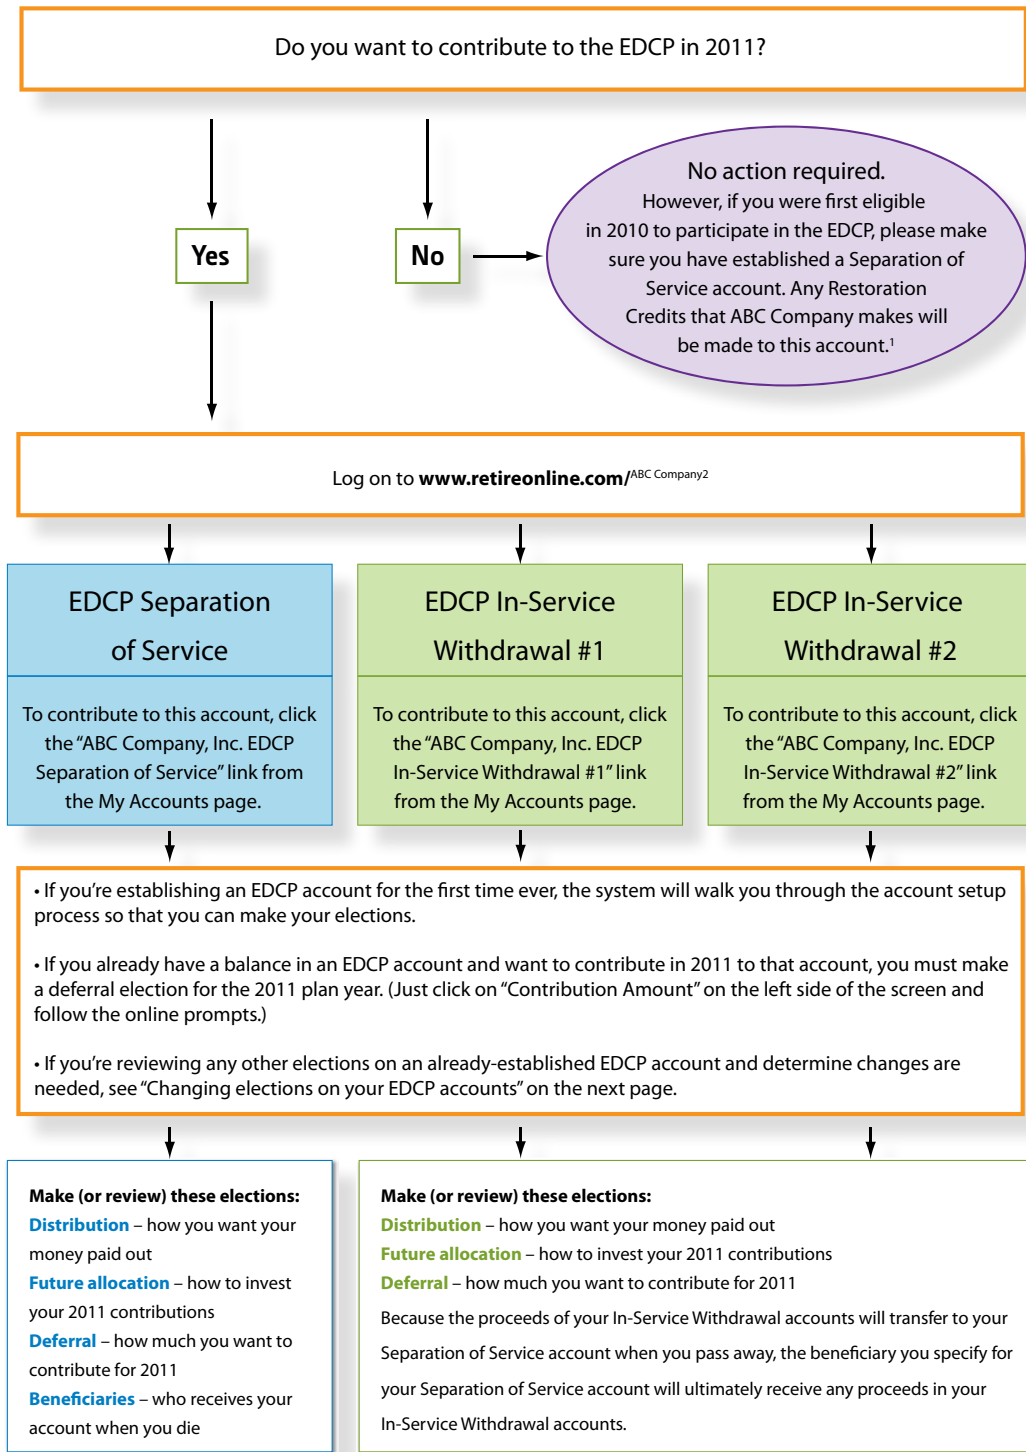 Do you want to contribute to the EDCP in 2011?
Yes
No
No action required.
However, if you were first eligible
in 2010 to participate in the EDCP, please make
sure you have established a Separation of
Service account. Any Restoration
Credits that ABC Company makes will
be made to this account.¹
Log on to www.retireonline.com/ABC Company2
EDCP Separation
of Service
To contribute to this account, click
the “ABC Company, Inc. EDCP
Separation of Service” link from
the My Accounts page.
EDCP In-Service
Withdrawal #1
To contribute to this account, click
the “ABC Company, Inc. EDCP
In-Service Withdrawal #1” link
from the My Accounts page.
EDCP In-Service
Withdrawal #2
To contribute to this account, click
the “ABC Company, Inc. EDCP
In-Service Withdrawal #2” link
from the My Accounts page.
• If you’re establishing an EDCP account for the first time ever, the system will walk you through the account setup
process so that you can make your elections.
• If you already have a balance in an EDCP account and want to contribute in 2011 to that account, you must make
a deferral election for the 2011 plan year. (Just click on “Contribution Amount” on the left side of the screen and
follow the online prompts.)
• If you’re reviewing any other elections on an already-established EDCP account and determine changes are
needed, see “Changing elections on your EDCP accounts” on the next page.
Make (or review) these elections:
Distribution – how you want your
money paid out
Future allocation – how to invest
your 2011 contributions
Deferral – how much you want to
contribute for 2011
Beneficiaries – who receives your
account when you die
Make (or review) these elections:
Distribution – how you want your money paid out
Future allocation – how to invest your 2011 contributions
Deferral – how much you want to contribute for 2011
Because the proceeds of your In-Service Withdrawal accounts will transfer to your
Separation of Service account when you pass away, the beneficiary you specify for
your Separation of Service account will ultimately receive any proceeds in your
In-Service Withdrawal accounts.